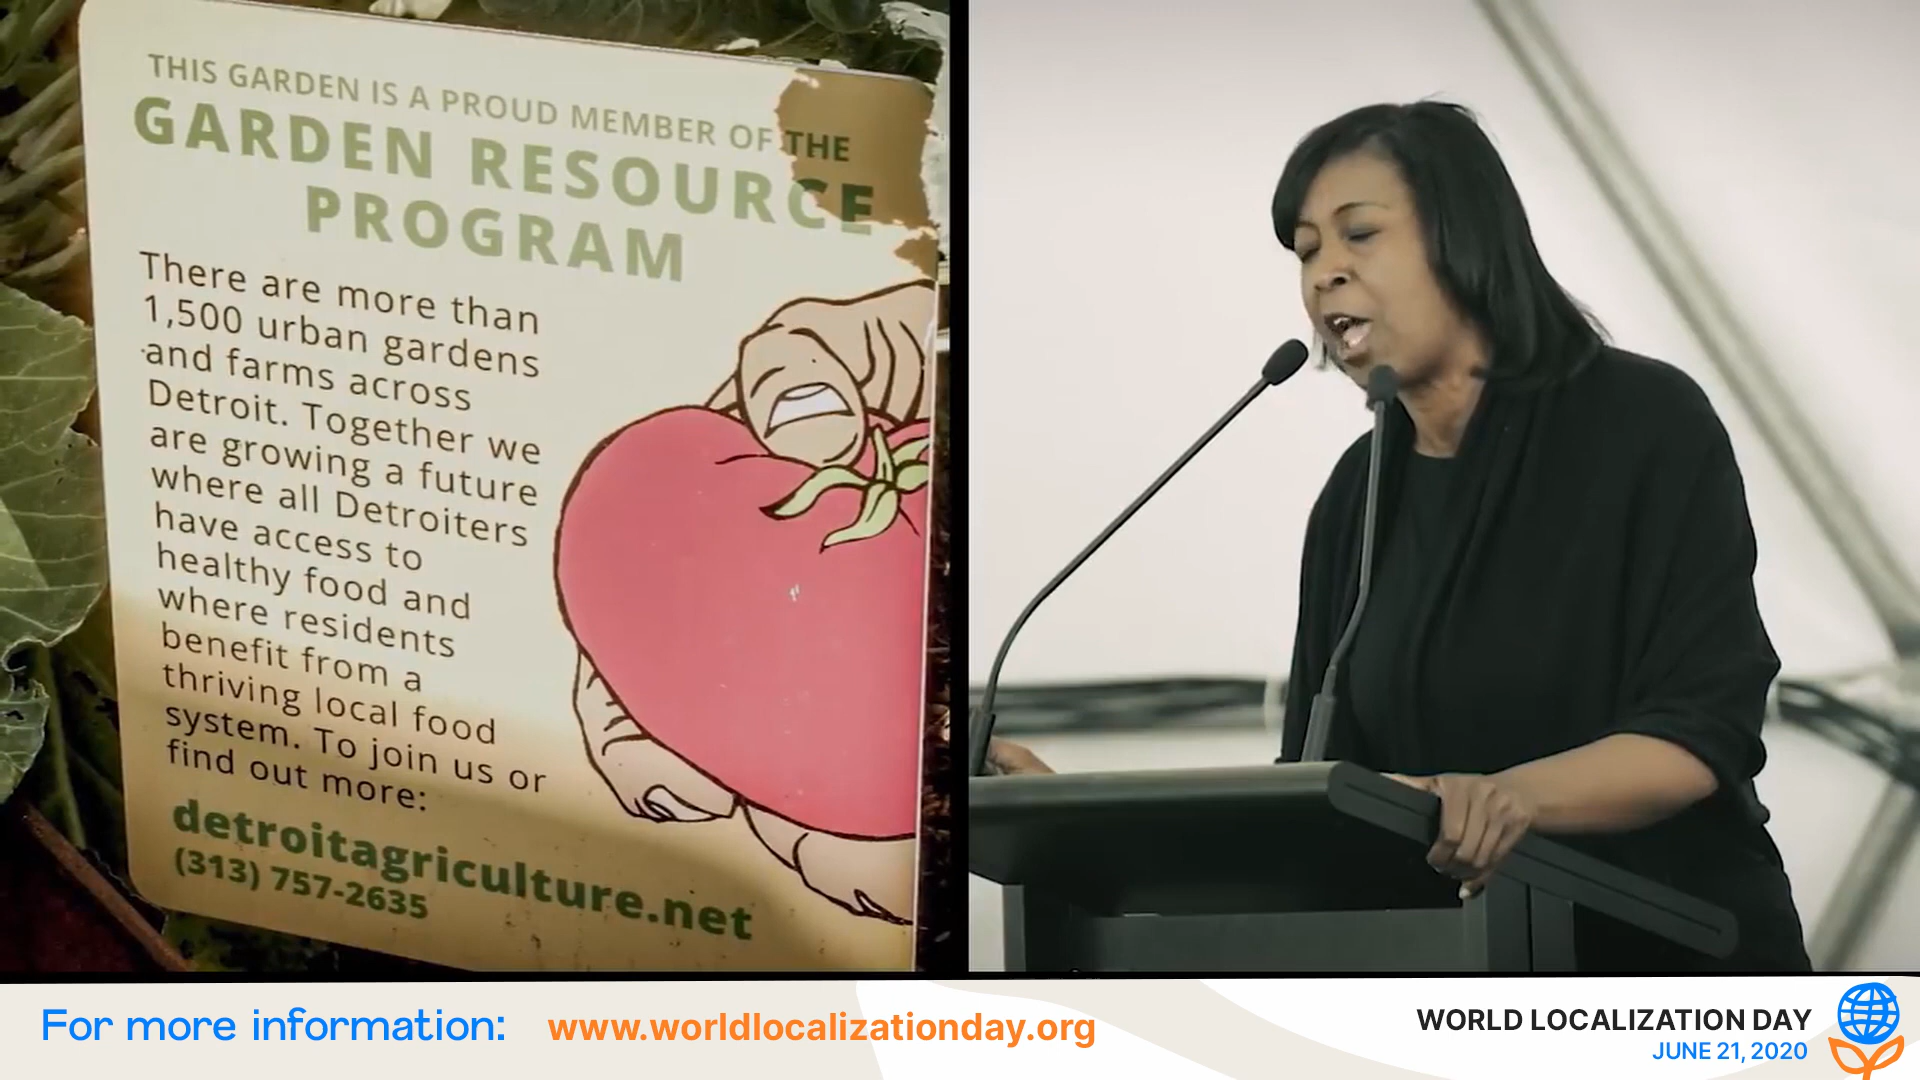 THIS GARDEN IS A PROUD MEMBER OF THE
GARDEN RESOURCE
PROGRAM
There are more than
1,500 urban gardens
and farms across
Detroit. Together we
are growing a future
where all Detroiters
have access to
healthy food and
where residents
benefit from a
thriving local food
system. To join us or
find out more:
detroitagriculture.net
(313) 757-2635
For more information: www.worldlocalizationday.org
WORLD LOCALIZATION DAY
JUNE 21, 2020